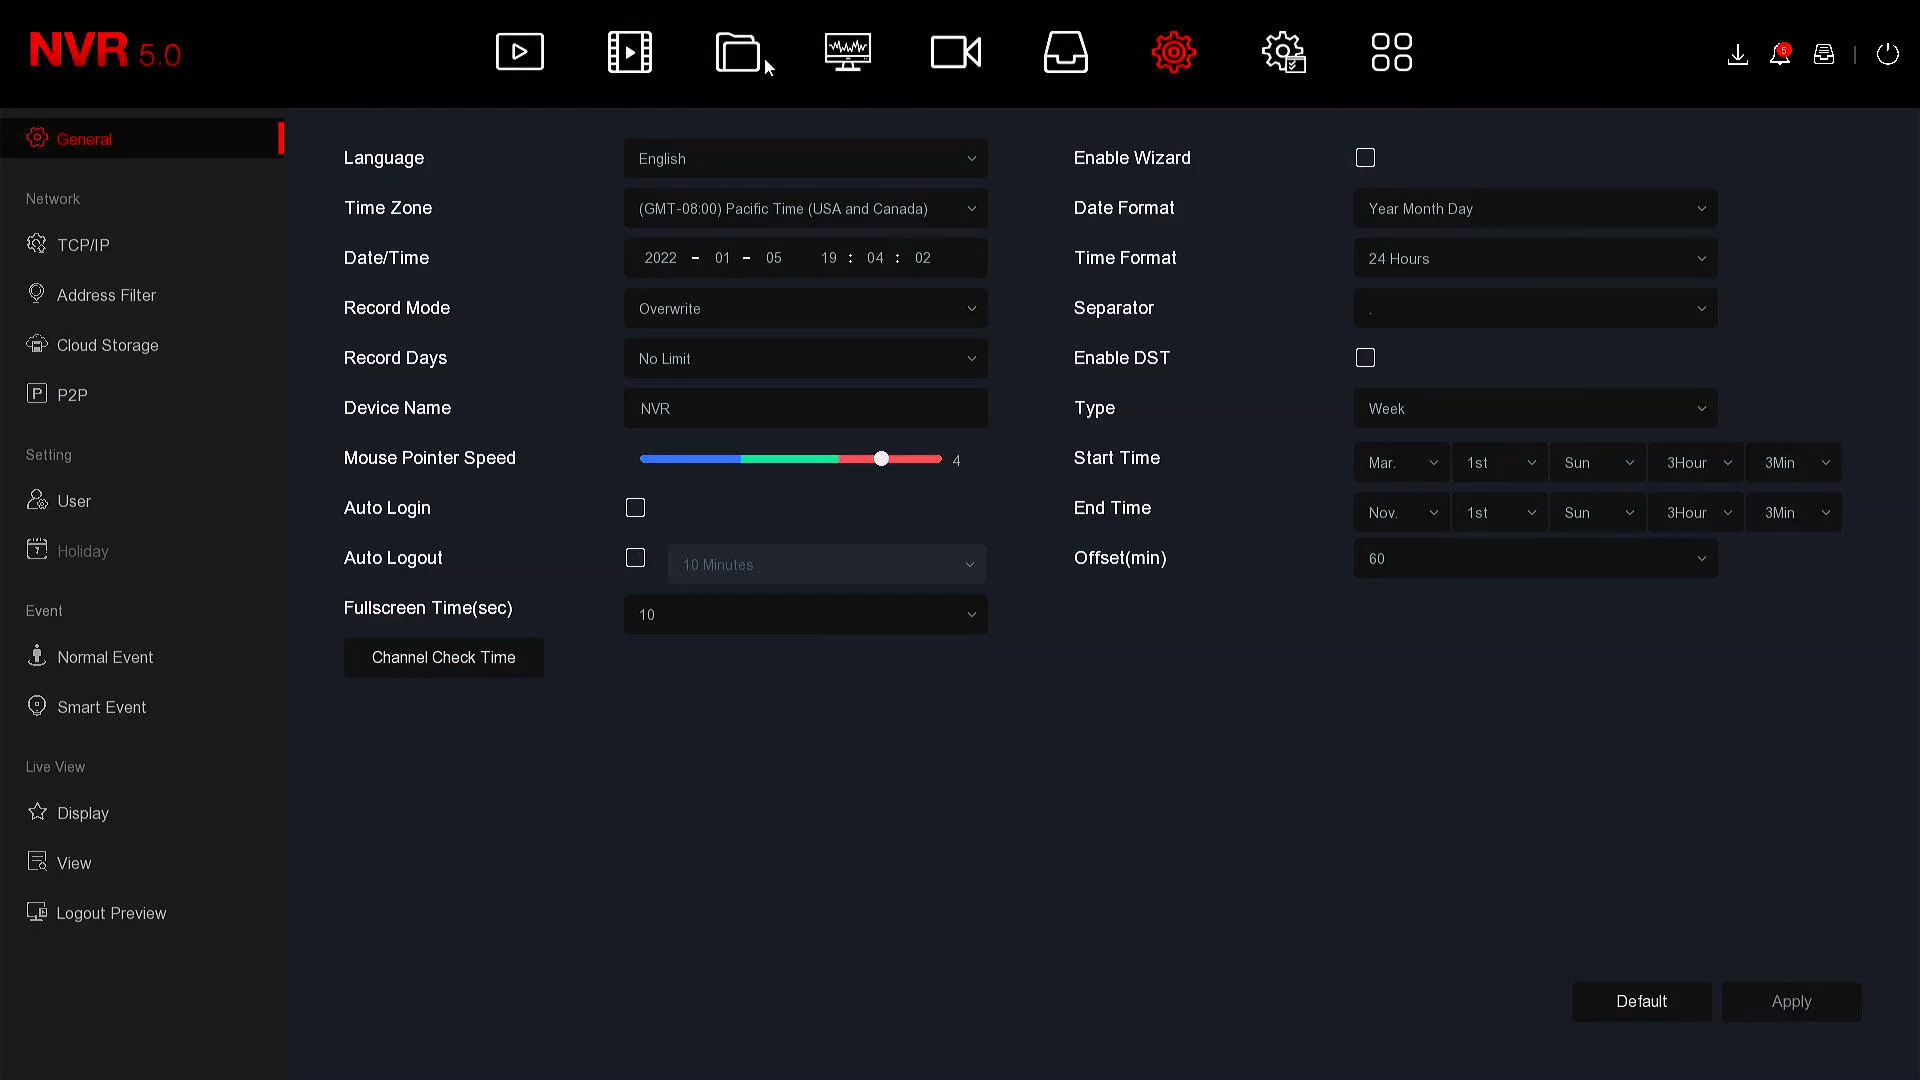 NVR 5.0
5
General
Network
TCP/IP
Address Filter
Cloud Storage
P P2P
Setting
User
7 Holiday
Event
Normal Event
Smart Event
Live View
Display
View
Logout Preview
Language English
Time Zone (GMT-08:00) Pacific Time (USA and Canada)
Date/Time 2022 - 01 - 05 19 : 04 : 02
Record Mode Overwrite
Record Days No Limit
Device Name NVR
Mouse Pointer Speed 4
Auto Login
Auto Logout 10 Minutes
Fullscreen Time(sec) 10
Channel Check Time
Enable Wizard
Date Format Year Month Day
Time Format 24 Hours
Separator .
Enable DST
Type Week
Start Time Mar. 1st Sun 3Hour 3Min
End Time Nov. 1st Sun 3Hour 3Min
Offset(min) 60
Default Apply